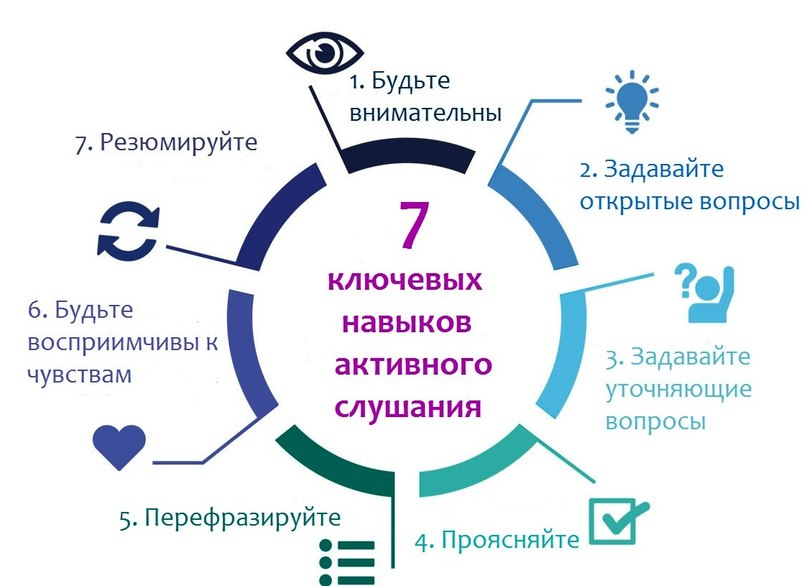 7
ключевых
навыков
активного
слушания
1. Будьте
внимательны
2. Задавайте
открытые вопросы
3. Задавайте
уточняющие
вопросы
4. Проясняйте
5. Перефразируйте
6. Будьте
восприимчивы к
чувствам
7. Резюмируйте
?